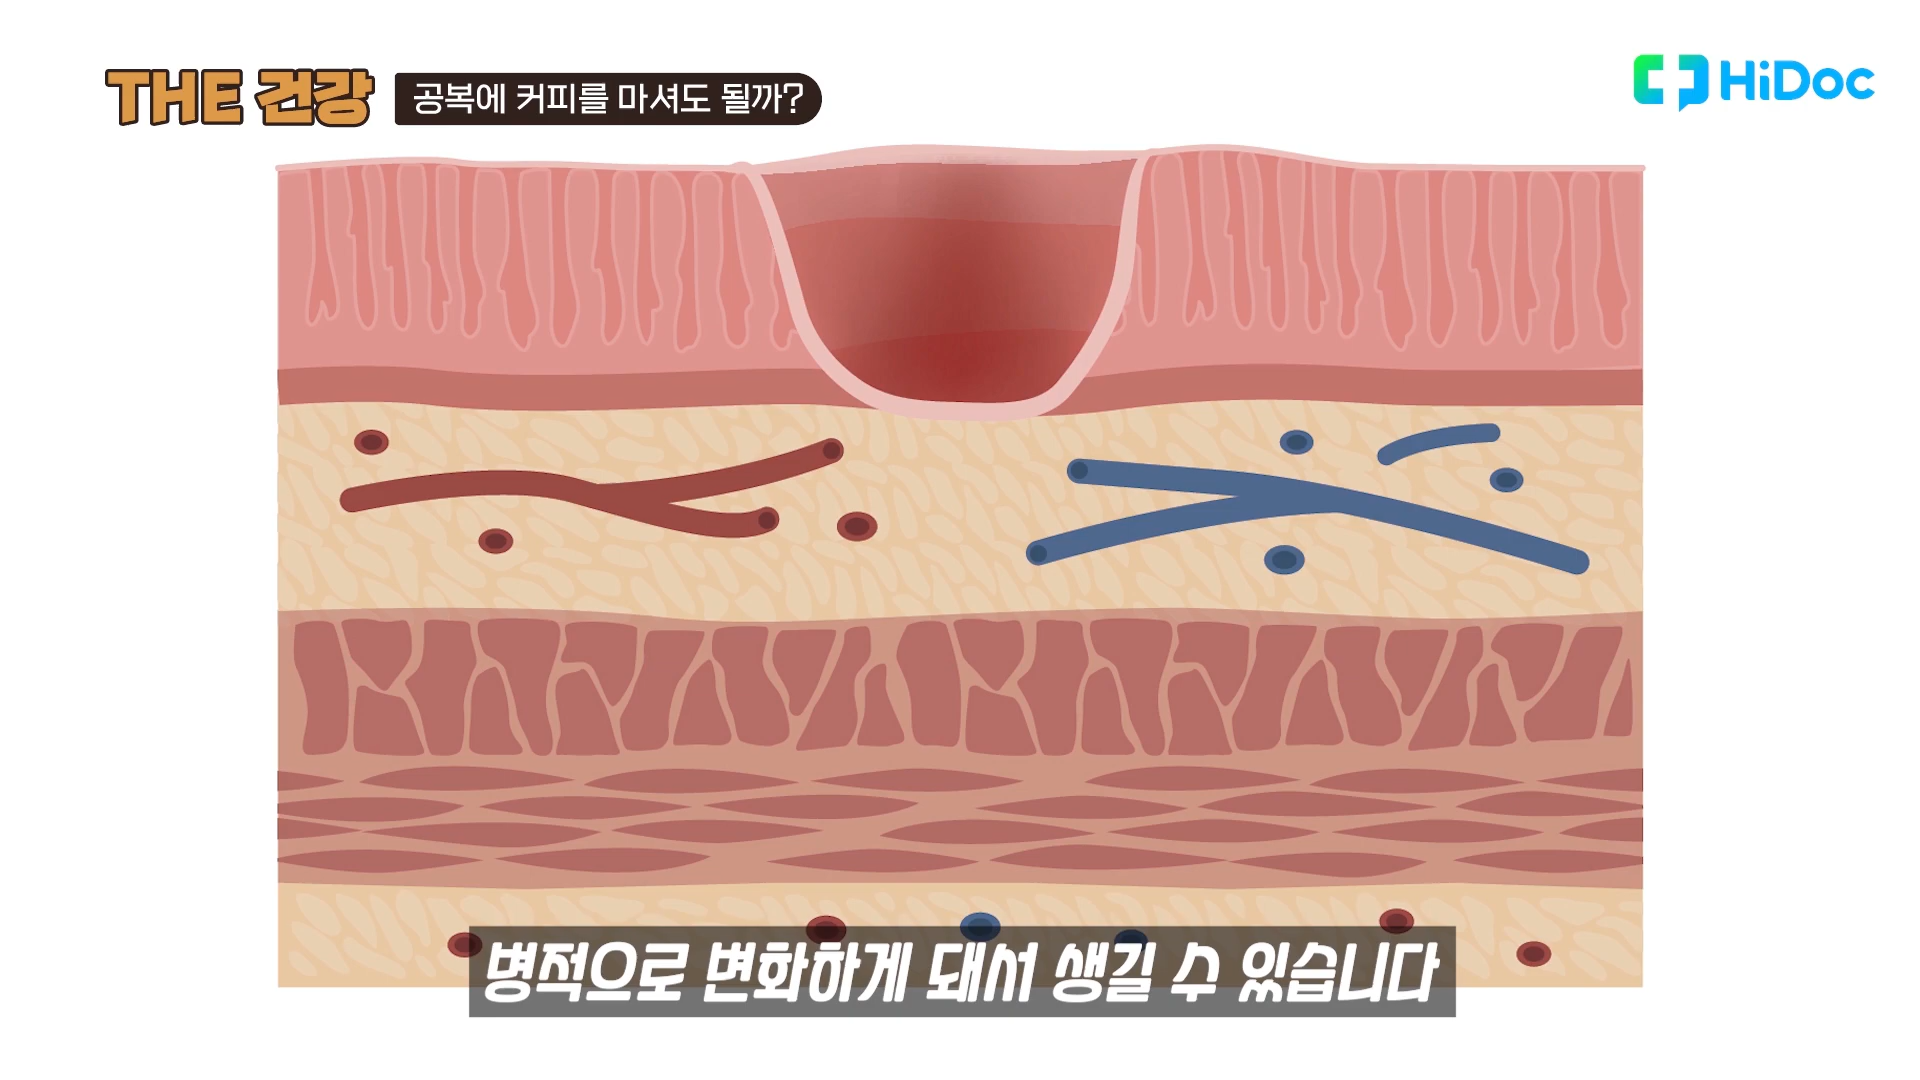 THE 건강
공복에 커피를 마셔도 될까?
HiDoc
병적으로 변화하게 돼서 생길 수 있습니다